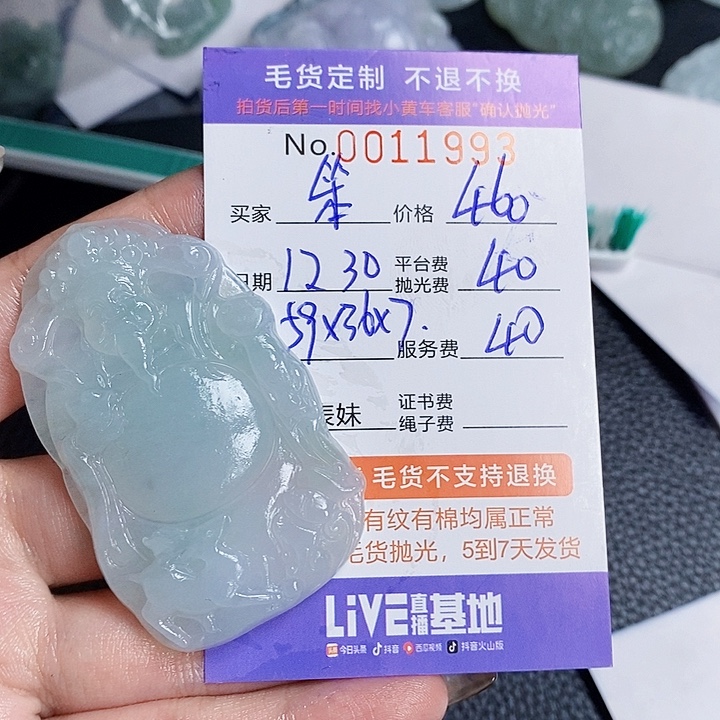 毛货定制 不退不换
拍货后第一时间找小黄车客服“确认抛光”
No.0011993
买家 笨 价格 460
日期 12 30 平台费 抛光费 40
59x36x7. 服务费 40
表妹 证书费 绳子费
毛货不支持退换
有纹有棉均属正常
毛货抛光，5到7天发货
LiVE直播基地
头条 今日头条 抖音 西瓜视频 抖音火山版